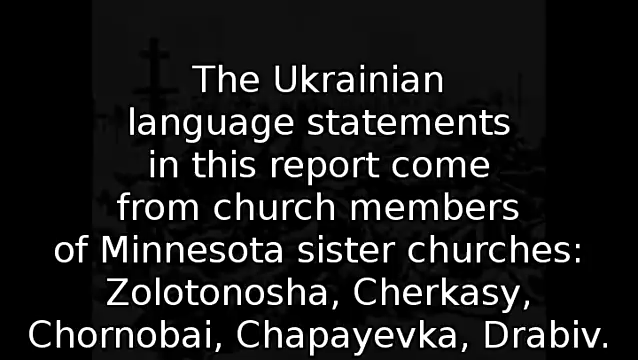 The Ukrainian
language statements
in this report come
from church members
of Minnesota sister churches:
Zolotonosha, Cherkasy,
Chornobai, Chapayevka, Drabiv.